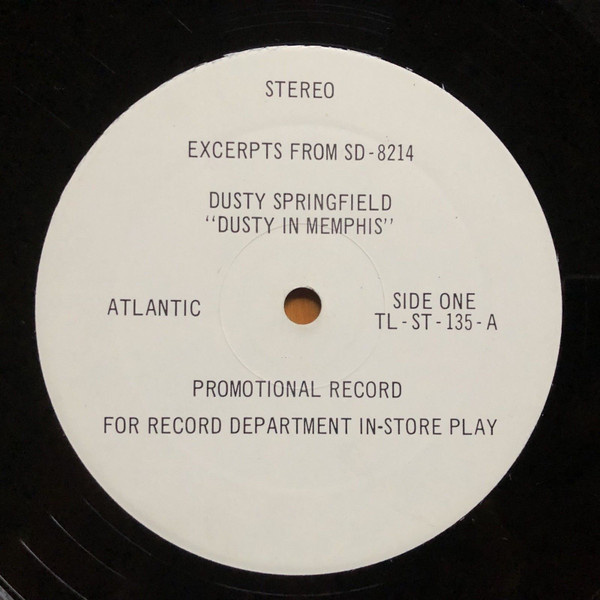 STEREO
EXCERPTS FROM SD-8214
DUSTY SPRINGFIELD
"DUSTY IN MEMPHIS"
ATLANTIC
SIDE ONE
TL-ST-135-A
PROMOTIONAL RECORD
FOR RECORD DEPARTMENT IN-STORE PLAY